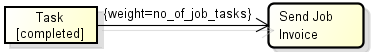 Task
[completed]
{weight=no_of_job_tasks}
Send Job
Invoice